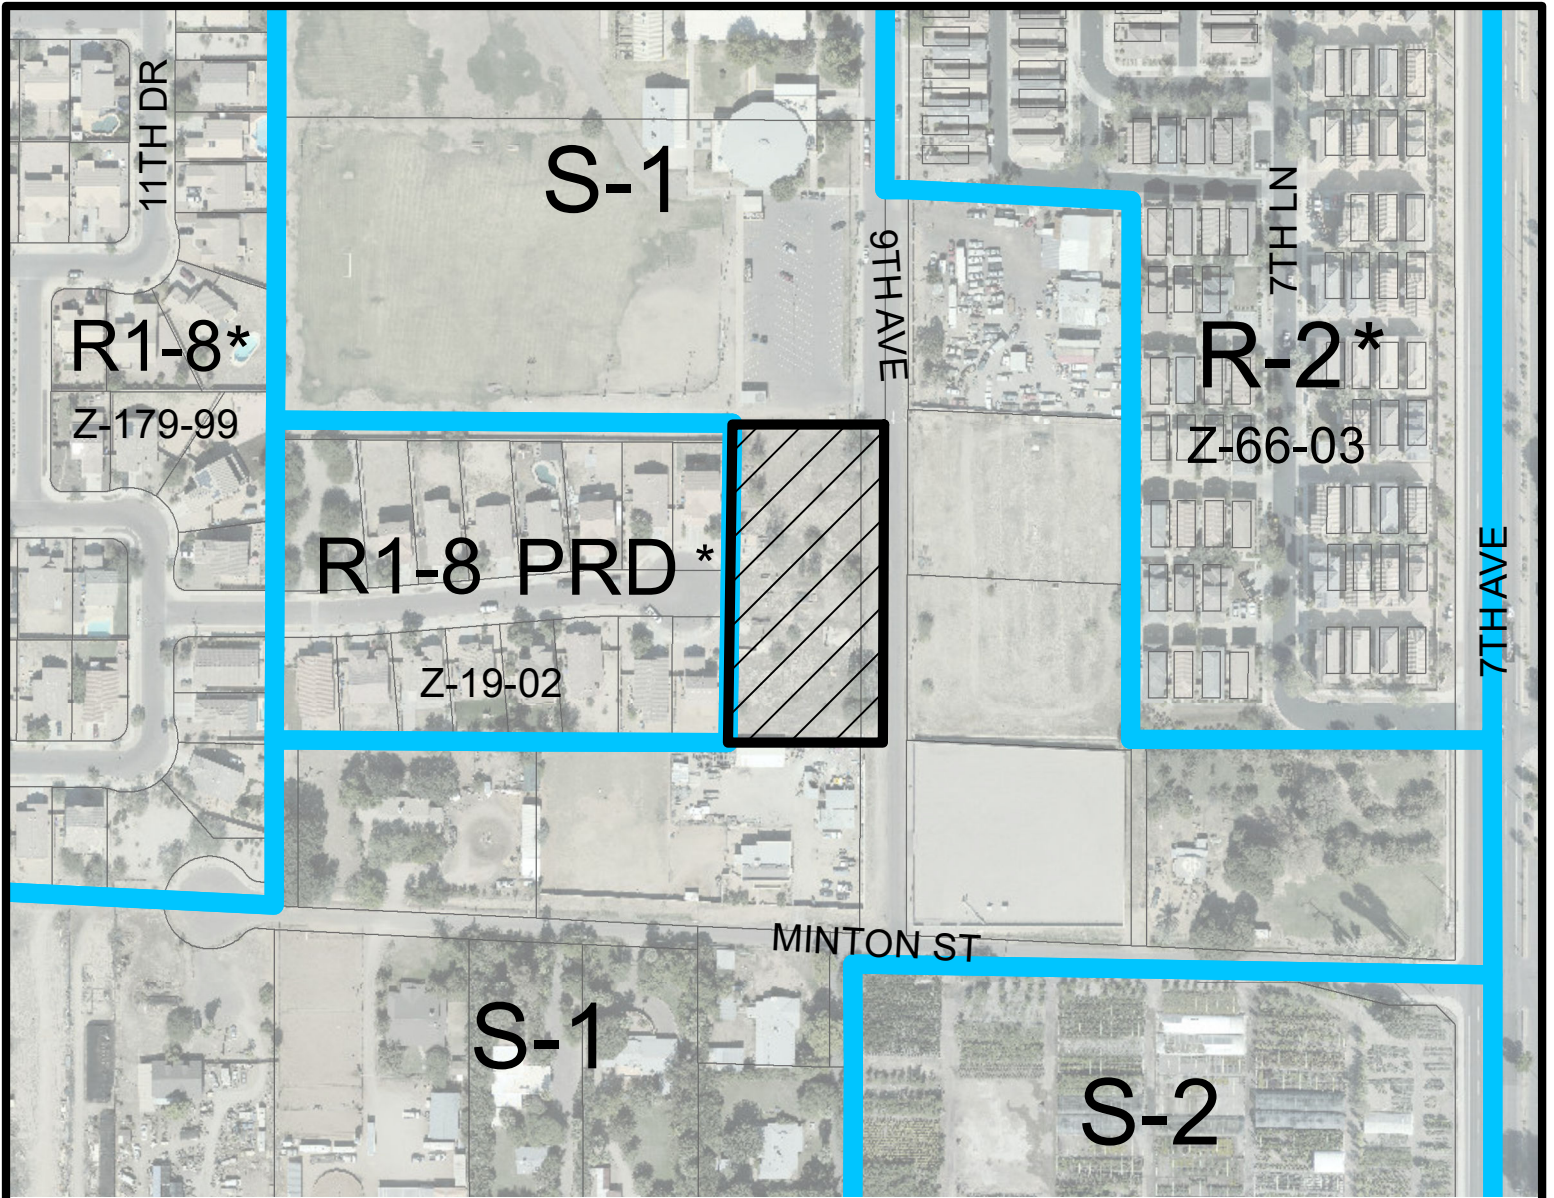 11TH DR
S-1
7TH LN
9TH AVE
R1-8*
Z-179-99
R-2*
Z-66-03
R1-8 PRD *
Z-19-02
7TH AVE
MINTON ST
S-1
S-2